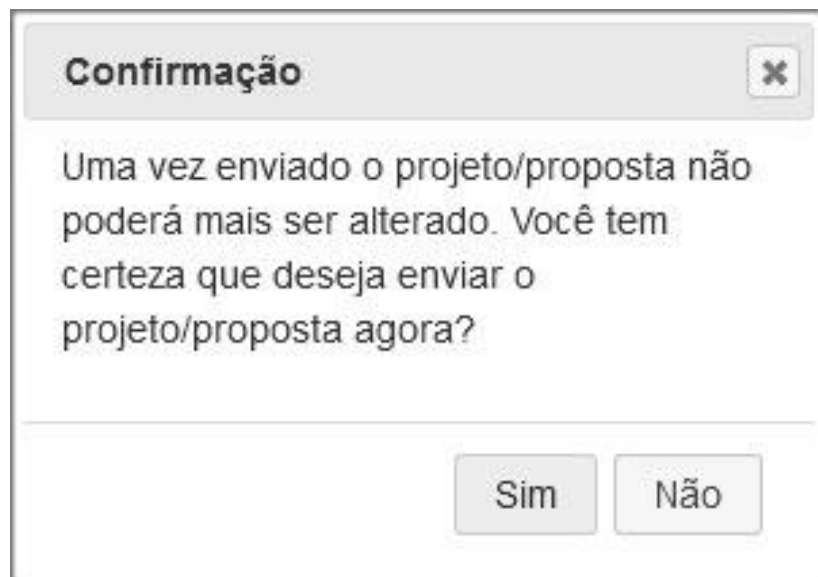 Confirmação
Uma vez enviado o projeto/proposta não
poderá mais ser alterado. Você tem
certeza que deseja enviar o
projeto/proposta agora?
Sim Não